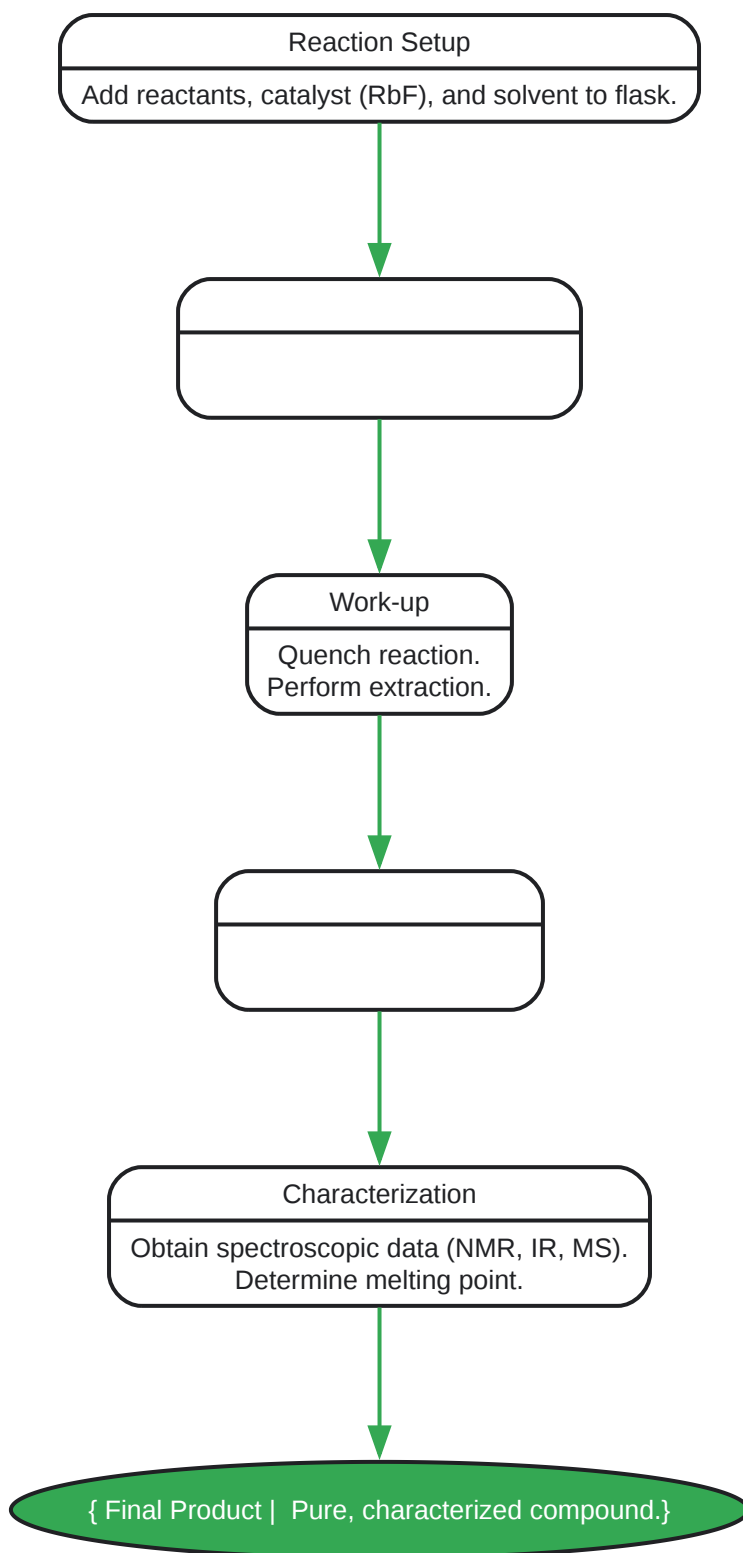 Reaction Setup
Add reactants, catalyst (RbF), and solvent to flask.
Work-up
Quench reaction.
Perform extraction.
Characterization
Obtain spectroscopic data (NMR, IR, MS).
Determine melting point.
{ Final Product |  Pure, characterized compound.}